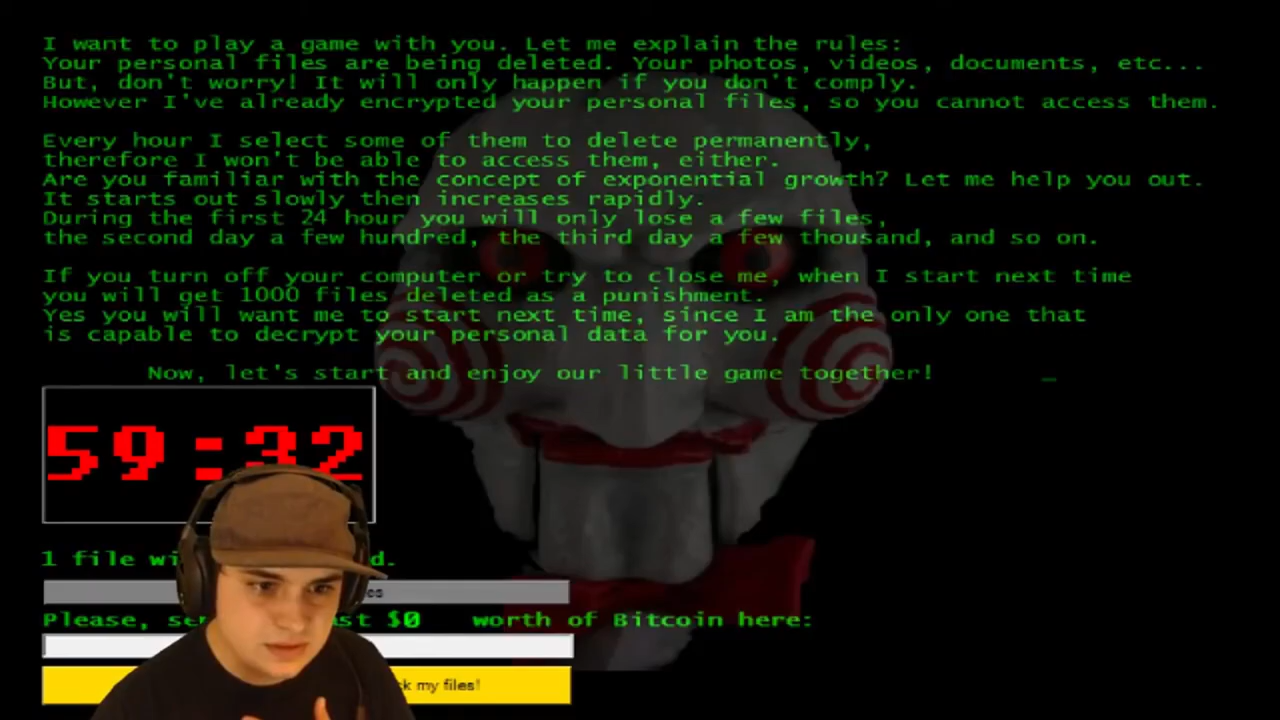 I want to play a game with you. Let me explain the rules:
Your personal files are being deleted. Your photos, videos, documents, etc...
But, don't worry! It will only happen if you don't comply.
However I've already encrypted your personal files, so you cannot access them.
Every hour I select some of them to delete permanently,
therefore I won't be able to access them, either.
Are you familiar with the concept of exponential growth? Let me help you out.
It starts out slowly then increases rapidly.
During the first 24 hour you will only lose a few files,
the second day a few hundred, the third day a few thousand, and so on.
If you turn off your computer or try to close me, when I start next time
you will get 1000 files deleted as a punishment.
Yes you will want me to start next time, since I am the only one that
is capable to decrypt your personal data for you.
Now, let's start and enjoy our little game together! _
59:32
1 file
Please, $0 worth of Bitcoin here:
my files!